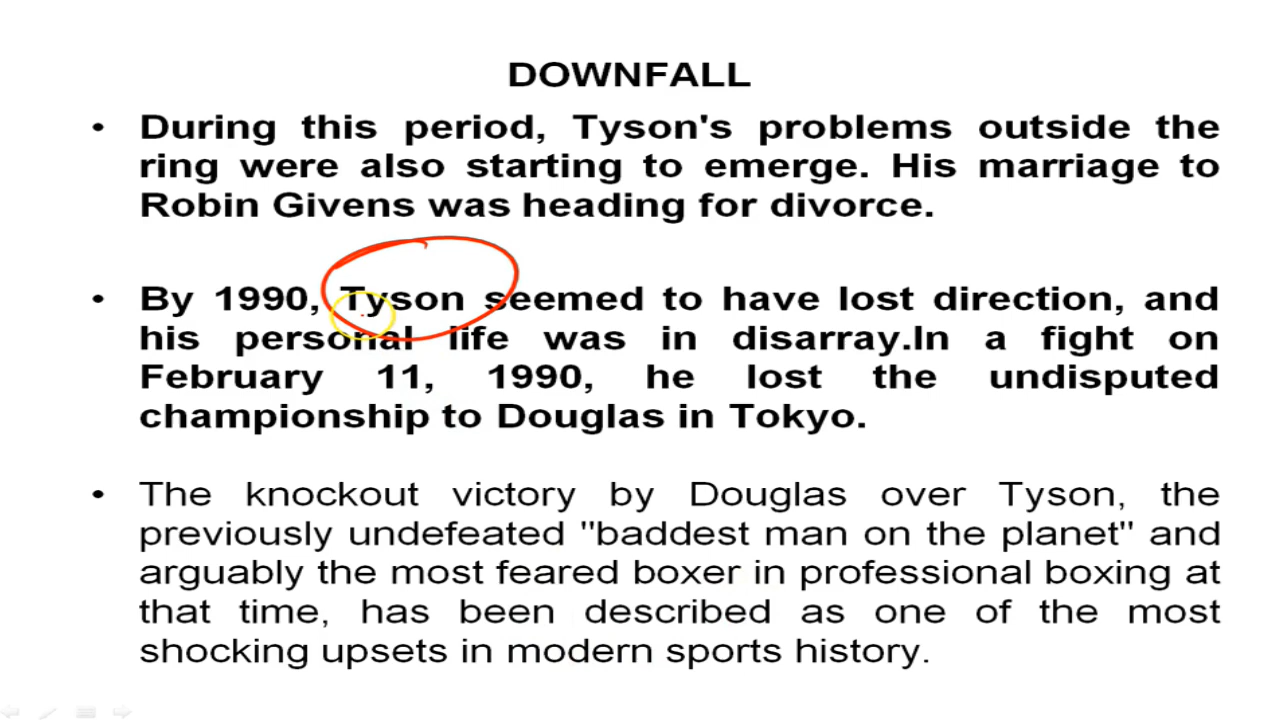 DOWNFALL
• During this period, Tyson's problems outside the
ring were also starting to emerge. His marriage to
Robin Givens was heading for divorce.
• By 1990, Tyson seemed to have lost direction, and
his personal life was in disarray.In a fight on
February 11, 1990, he lost the undisputed
championship to Douglas in Tokyo.
• The knockout victory by Douglas over Tyson, the
previously undefeated "baddest man on the planet" and
arguably the most feared boxer in professional boxing at
that time, has been described as one of the most
shocking upsets in modern sports history.